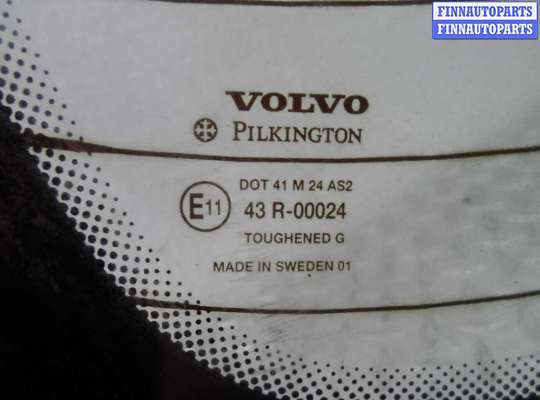 FINNAUTOPARTS
FINNAUTOPARTS
VOLVO
PILKINGTON
DOT 41 M 24 AS2
E11 43 R-00024
TOUGHENED G
MADE IN SWEDEN 01